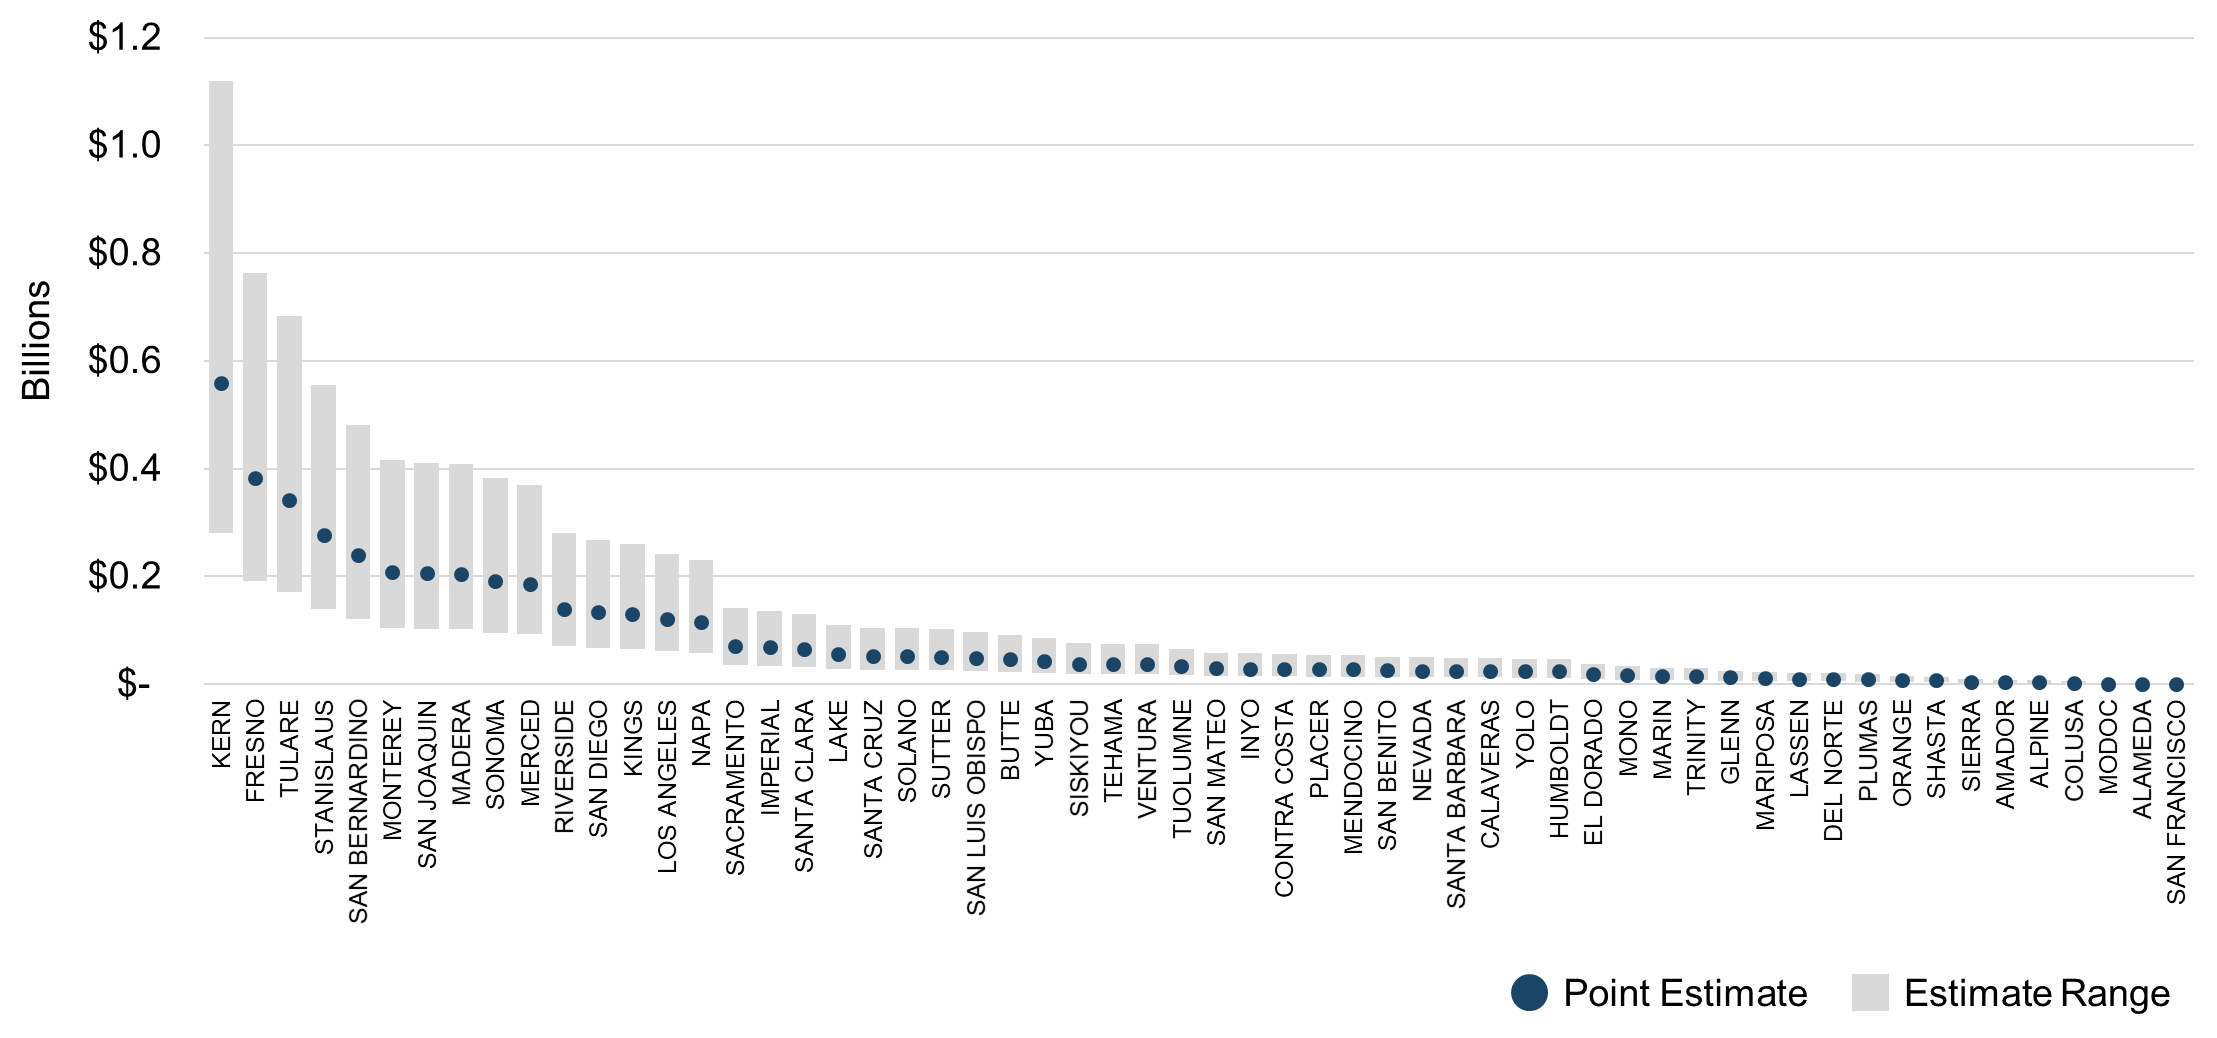 $1.2
$1.0
$0.8
$0.6
$0.4
$0.2
$-
Billions
KERN
FRESNO
TULARE
STANISLAUS
SAN BERNARDINO
MONTEREY
SAN JOAQUIN
MADERA
SONOMA
MERCED
RIVERSIDE
SAN DIEGO
KINGS
LOS ANGELES
NAPA
SACRAMENTO
IMPERIAL
SANTA CLARA
LAKE
SANTA CRUZ
SOLANO
SUTTER
SAN LUIS OBISPO
BUTTE
YUBA
SISKIYOU
TEHAMA
VENTURA
TUOLUMNE
SAN MATEO
INYO
CONTRA COSTA
PLACER
MENDOCINO
SAN BENITO
NEVADA
SANTA BARBARA
CALAVERAS
YOLO
HUMBOLDT
EL DORADO
MONO
MARIN
TRINITY
GLENN
MARIPOSA
LASSEN
DEL NORTE
PLUMAS
ORANGE
SHASTA
SIERRA
AMADOR
ALPINE
COLUSA
MODOC
ALAMEDA
SAN FRANCISCO
Point Estimate
Estimate Range